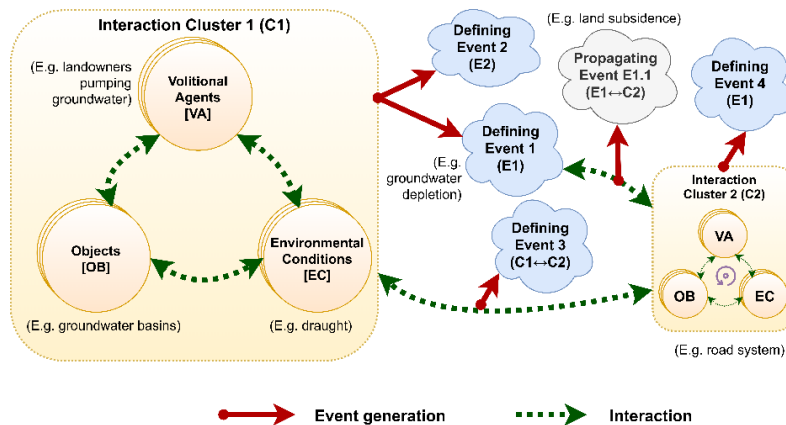 Interaction Cluster 1 (C1)
(E.g. landowners
pumping
groundwater)
Volitional
Agents
[VA]
Objects
[OB]
Environmental
Conditions
[EC]
(E.g. groundwater basins)
(E.g. draught)
Defining
Event 2
(E2)
(E.g. land subsidence)
Propagating
Event E1.1
(E1↔C2)
Defining
Event 4
(E1)
Defining
Event 1
(E1)
(E.g.
groundwater
depletion)
Defining
Event 3
(C1↔C2)
Interaction
Cluster 2 (C2)
VA
OB
EC
(E.g. road system)
Event generation
Interaction